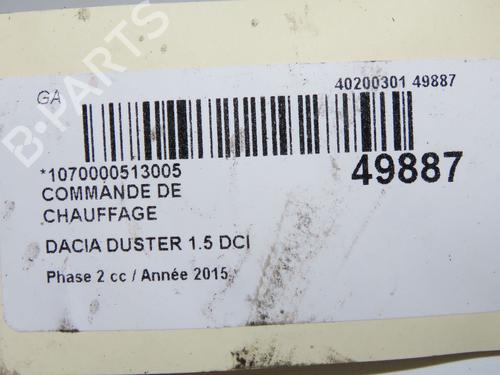 40200301 49887
GA
*1070000513005
49887
COMMANDE DE
CHAUFFAGE
DACIA DUSTER 1.5 DCI
Phase 2 cc / Année 2015
B-PARTS